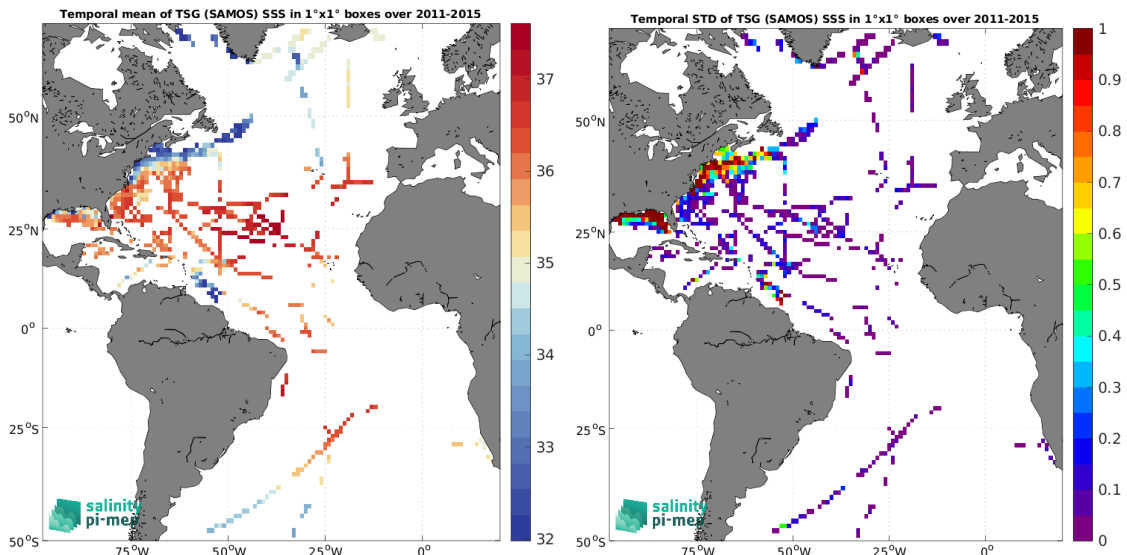 Temporal mean of TSG (SAMOS) SSS in 1°x1° boxes over 2011-2015
50°N
25°N
0°
25°S
50°S
75°W
50°W
25°W
0°
37
36
35
34
33
32
salinity
pi-mep
Temporal STD of TSG (SAMOS) SSS in 1°x1° boxes over 2011-2015
50°N
25°N
0°
25°S
50°S
75°W
50°W
25°W
0°
1
0.9
0.8
0.7
0.6
0.5
0.4
0.3
0.2
0.1
0
salinity
pi-mep